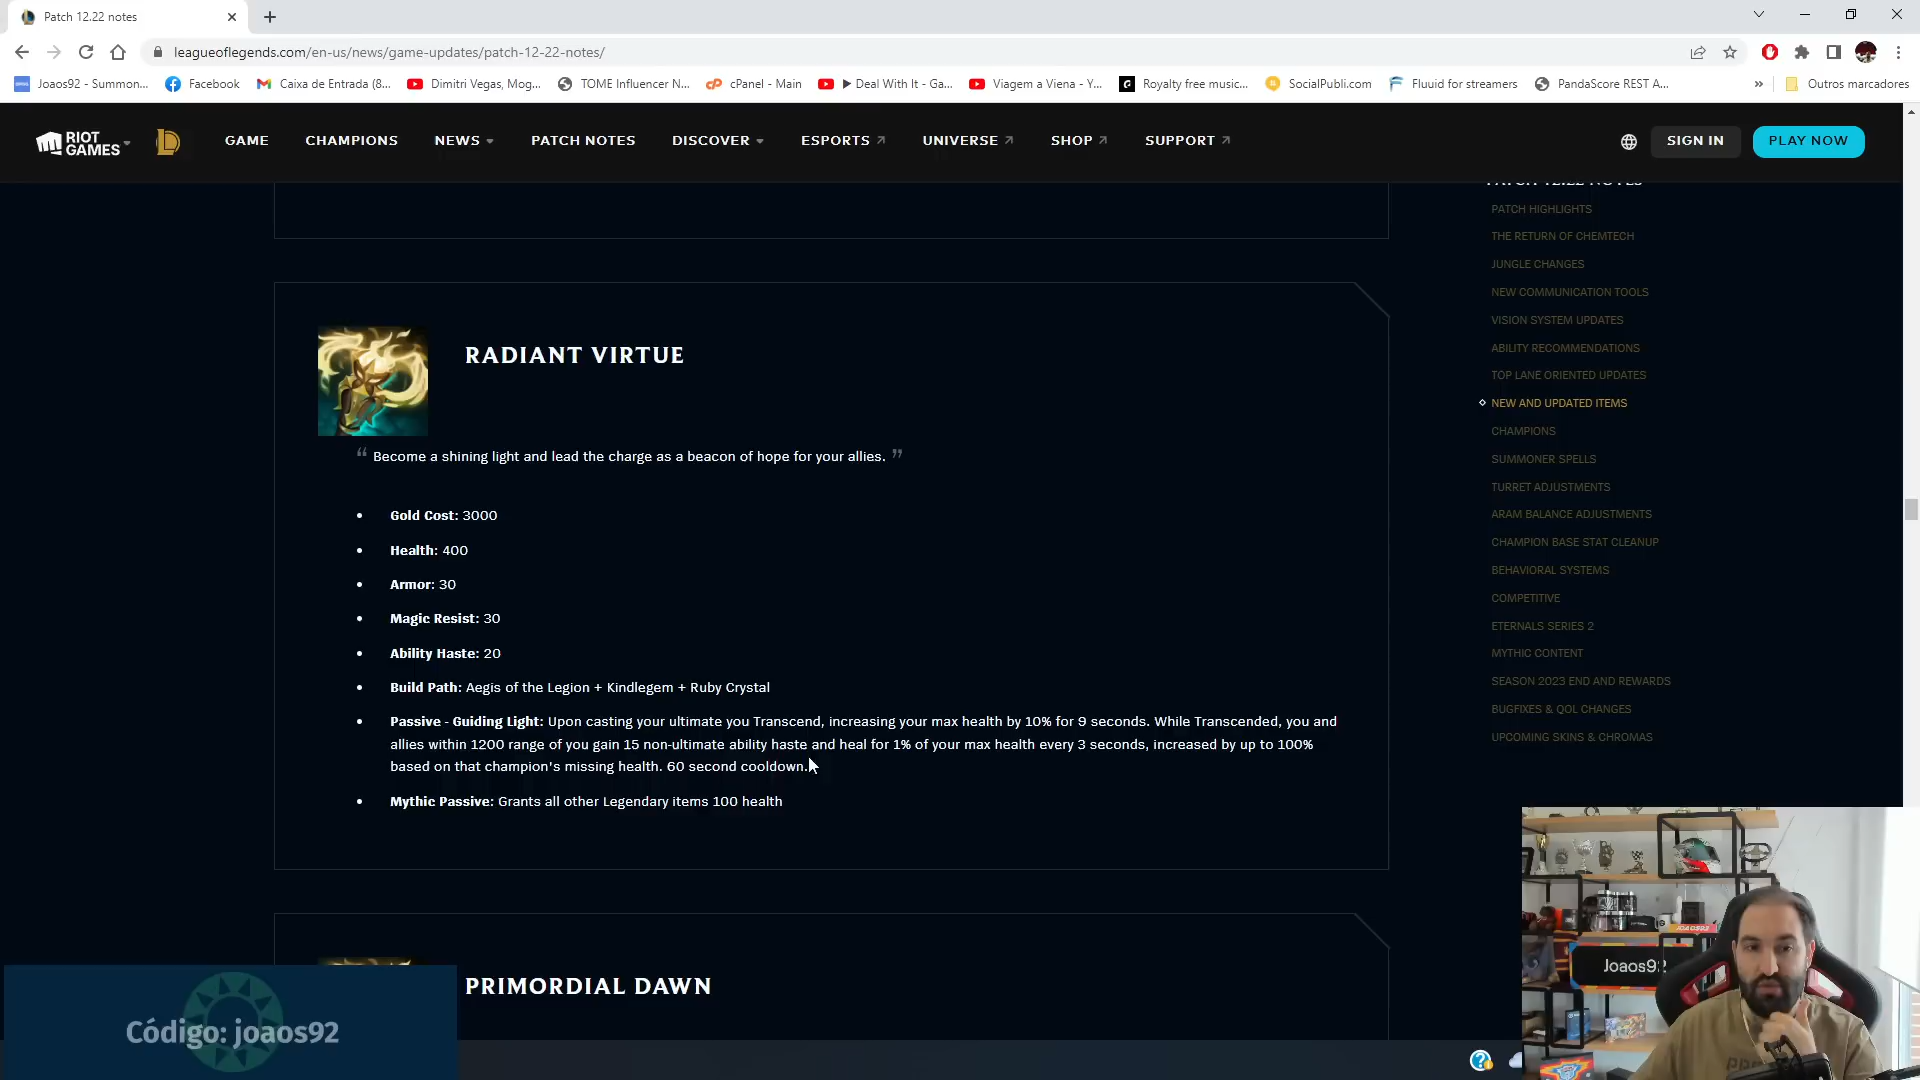 Patch 12.22 notes
leagueoflegends.com/en-us/news/game-updates/patch-12-22-notes/
Joaos92 - Summon...
Facebook
Caixa de Entrada (8...
Dimitri Vegas, Mog...
TOME Influencer N...
cPanel - Main
▶ Deal With It - Ga...
Viagem a Viena - Y...
Royalty free music...
SocialPubli.com
Fluuid for streamers
PandaScore REST A...
»
Outros marcadores
RIOT
GAMES
GAME
CHAMPIONS
NEWS
PATCH NOTES
DISCOVER
ESPORTS
UNIVERSE
SHOP
SUPPORT
SIGN IN
PLAY NOW
RADIANT VIRTUE
“ Become a shining light and lead the charge as a beacon of hope for your allies. ”
• Gold Cost: 3000
• Health: 400
• Armor: 30
• Magic Resist: 30
• Ability Haste: 20
• Build Path: Aegis of the Legion + Kindlegem + Ruby Crystal
• Passive - Guiding Light: Upon casting your ultimate you Transcend, increasing your max health by 10% for 9 seconds. While Transcended, you and
allies within 1200 range of you gain 15 non-ultimate ability haste and heal for 1% of your max health every 3 seconds, increased by up to 100%
based on that champion's missing health. 60 second cooldown.
• Mythic Passive: Grants all other Legendary items 100 health
PRIMORDIAL DAWN
PATCH 12.22 NOTES
PATCH HIGHLIGHTS
THE RETURN OF CHEMTECH
JUNGLE CHANGES
NEW COMMUNICATION TOOLS
VISION SYSTEM UPDATES
ABILITY RECOMMENDATIONS
TOP LANE ORIENTED UPDATES
NEW AND UPDATED ITEMS
CHAMPIONS
SUMMONER SPELLS
TURRET ADJUSTMENTS
ARAM BALANCE ADJUSTMENTS
CHAMPION BASE STAT CLEANUP
BEHAVIORAL SYSTEMS
COMPETITIVE
ETERNALS SERIES 2
MYTHIC CONTENT
SEASON 2023 END AND REWARDS
BUGFIXES & QOL CHANGES
UPCOMING SKINS & CHROMAS
Código: joaos92
JOAOS92
Joaos92